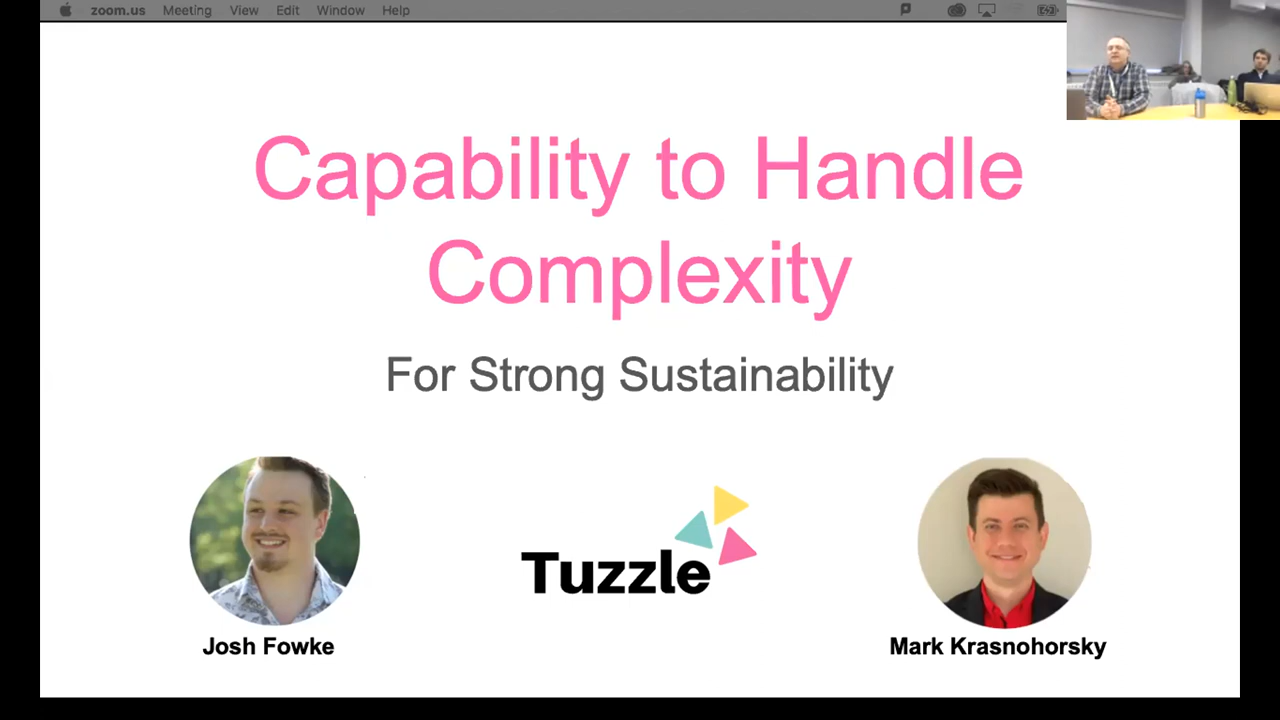 zoom.us Meeting View Edit Window Help
Capability to Handle
Complexity
For Strong Sustainability
Tuzzle
Josh Fowke
Mark Krasnohorsky